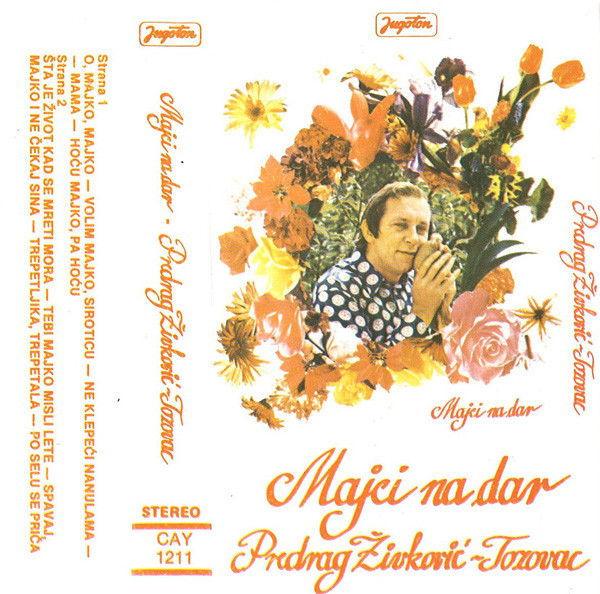 Strana 1
O, MAJKO, MAJKO — VOLIM MAJKO, SIROTICU — NE KLEPEĆI NANULAMA —
— MAMA — HOĆU MAJKO, PA HOĆU
Strana 2
ŠTA JE ŽIVOT KAD SE MRETI MORA — TEBI MAJKO MISLI LETE — SPAVAJ,
MAJKO I NE ČEKAJ SINA — TREPETLJIKA, TREPETALA — PO SELU SE PRIČA
Jugoton
Majci na dar - Predrag Živković - Tozovac
STEREO
CAY
1211
Jugoton
Majci na dar
Majci na dar
Predrag Živković ~ Tozovac
Predrag Živković - Tozovac